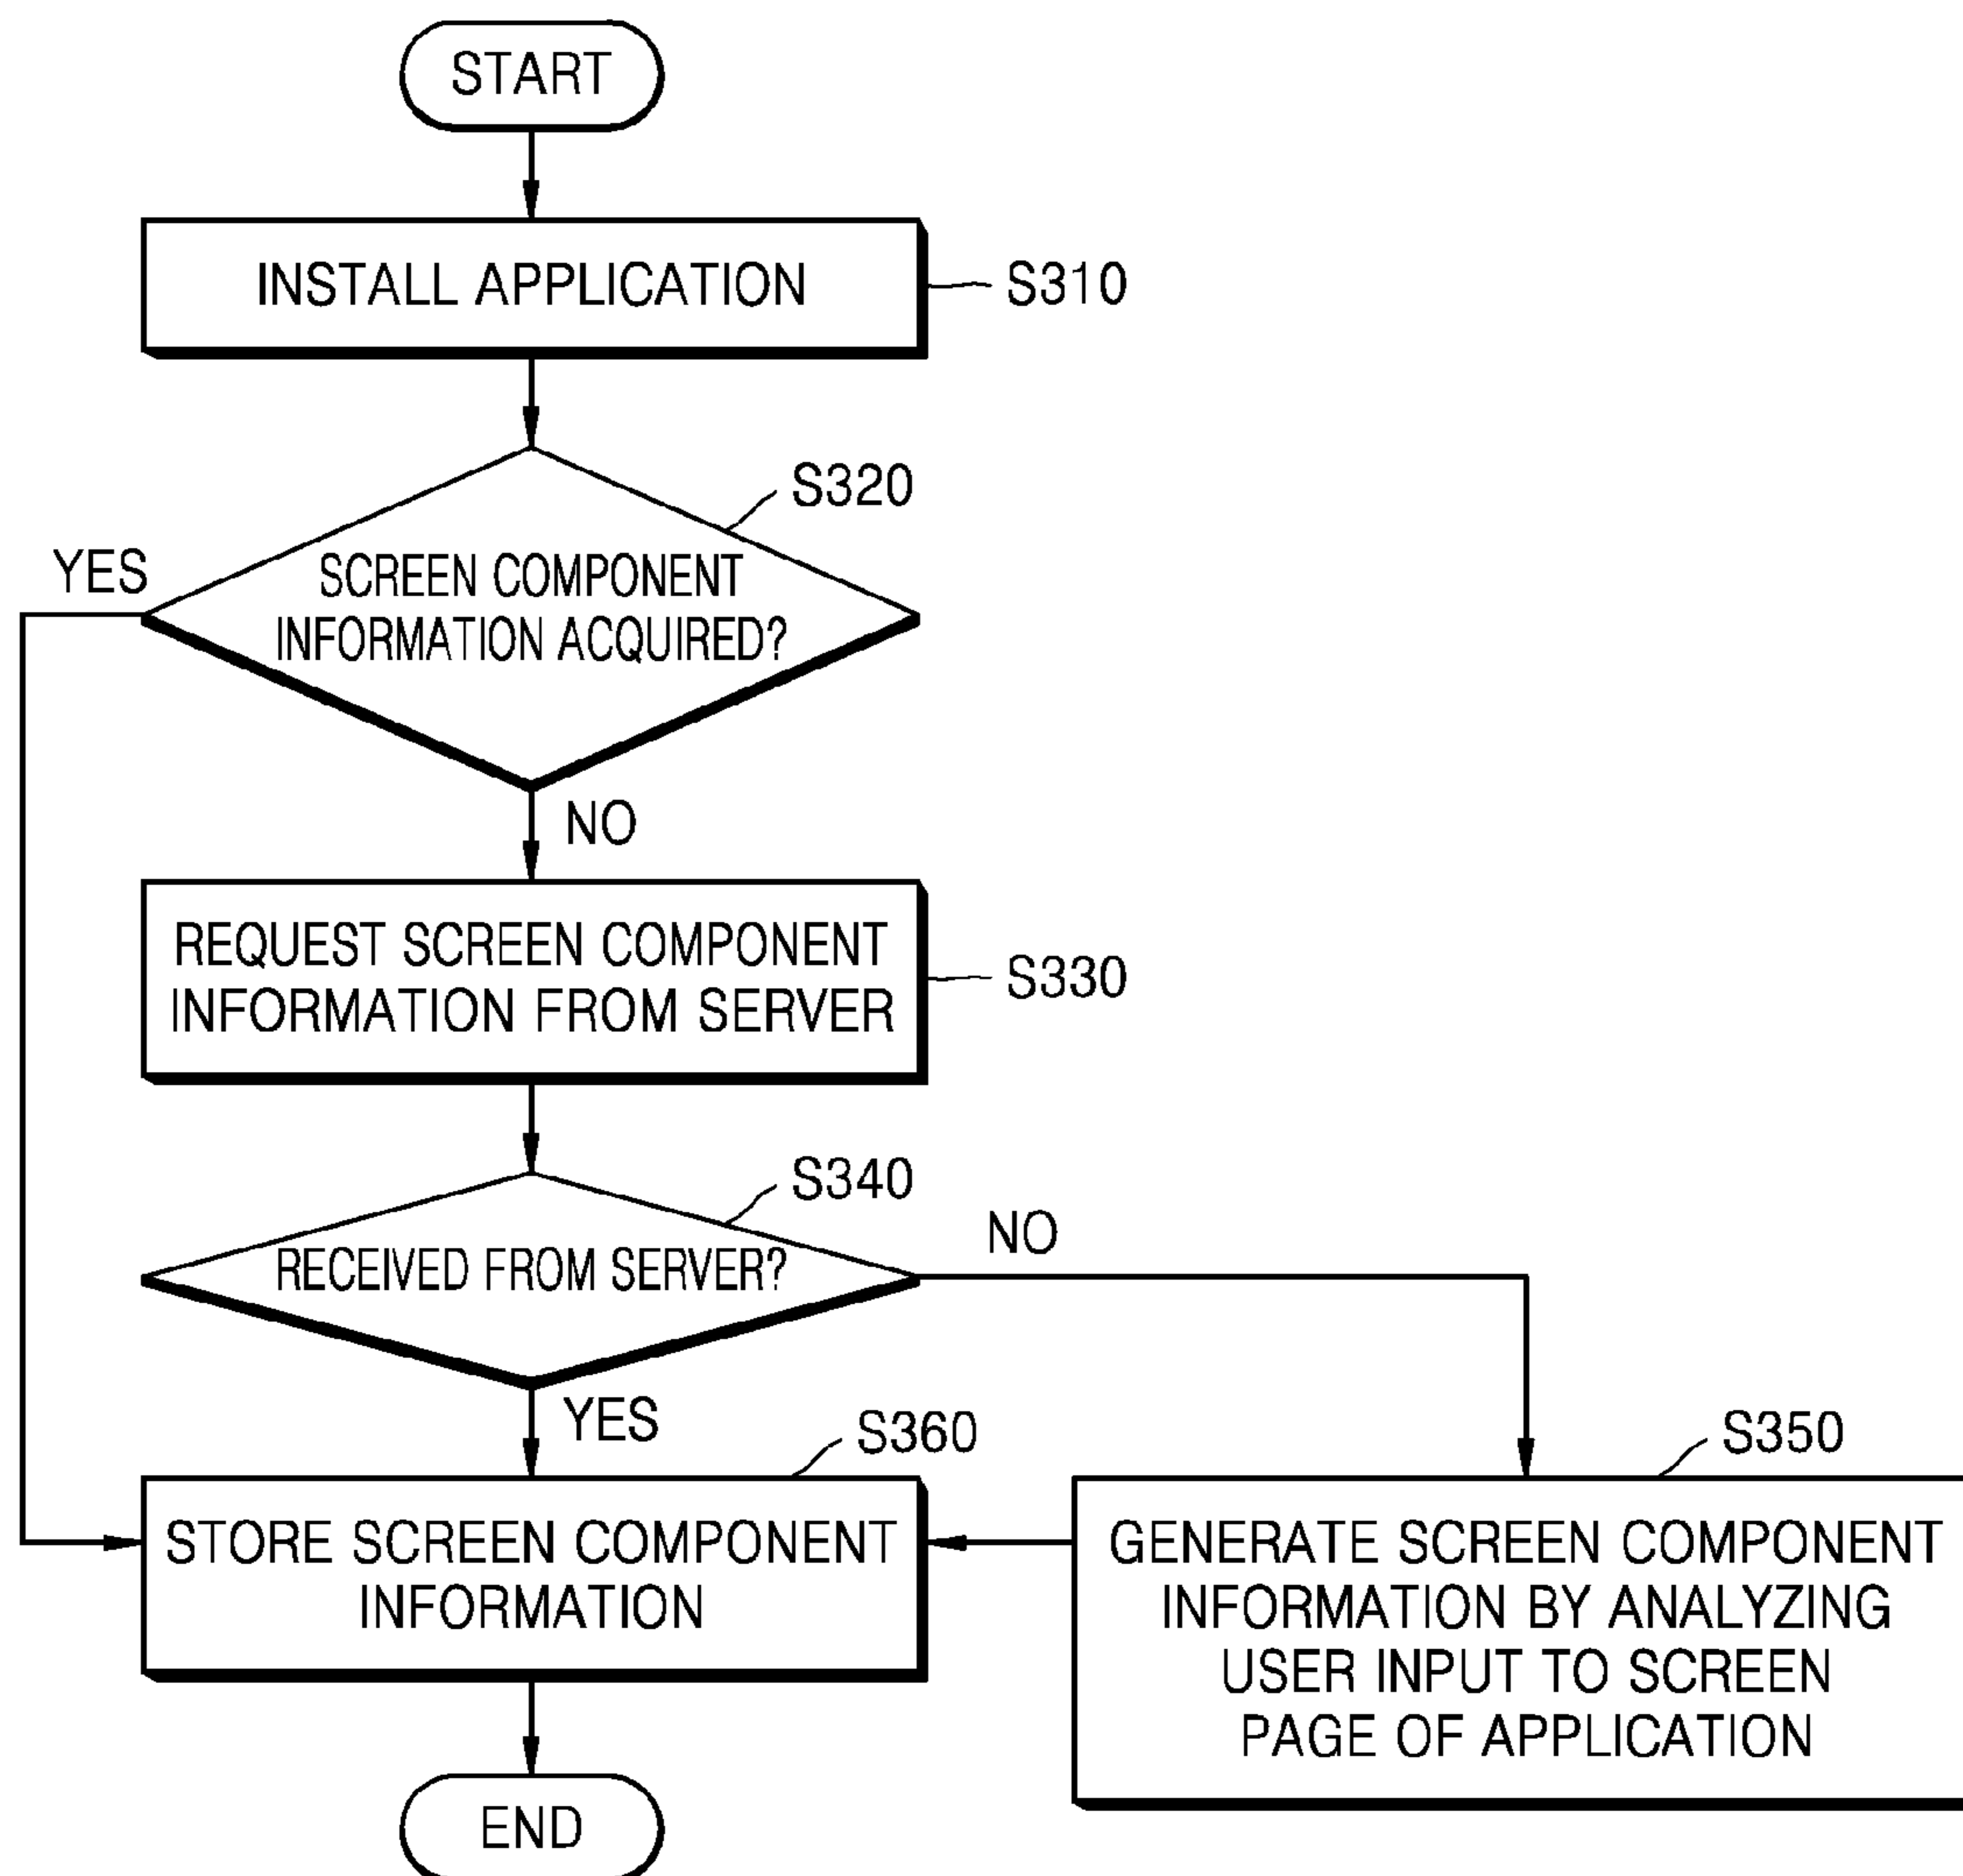 START
INSTALL APPLICATION
S310
S320
YES
SCREEN COMPONENT
INFORMATION ACQUIRED?
NO
REQUEST SCREEN COMPONENT
INFORMATION FROM SERVER
S330
S340
RECEIVED FROM SERVER?
NO
YES
S360
S350
STORE SCREEN COMPONENT
INFORMATION
GENERATE SCREEN COMPONENT
INFORMATION BY ANALYZING
USER INPUT TO SCREEN
PAGE OF APPLICATION
END